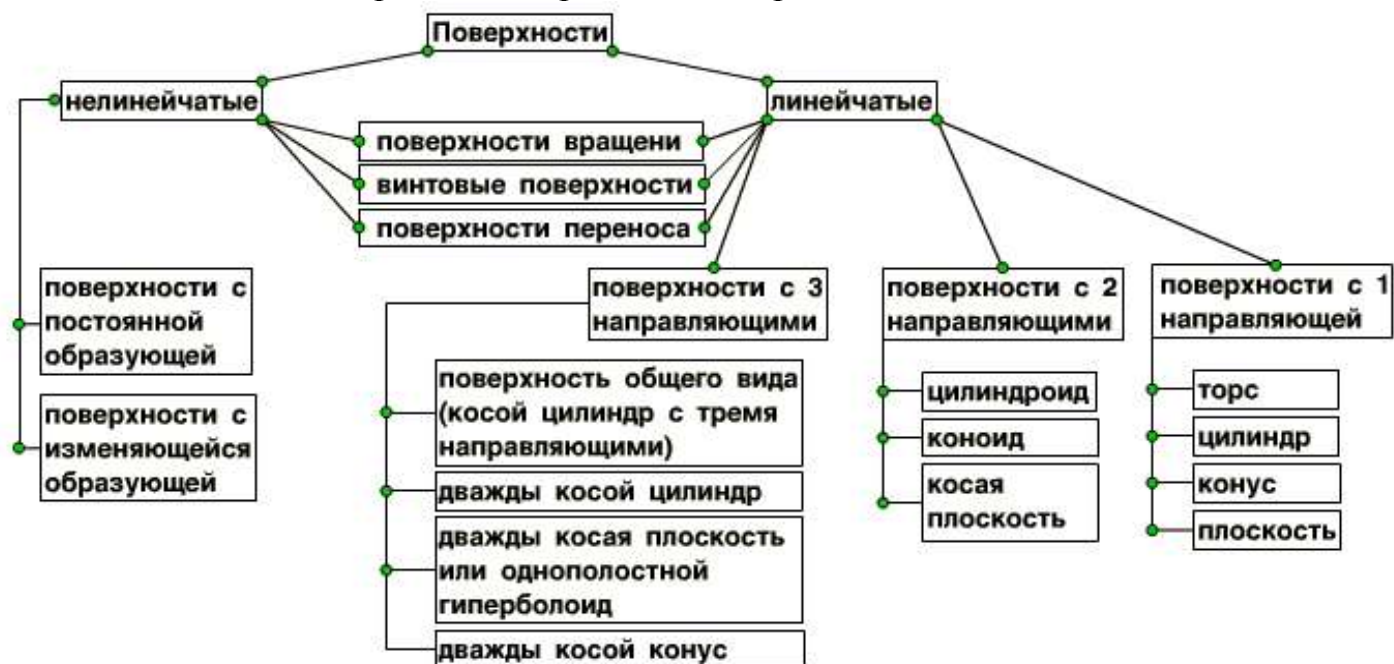 Поверхности
нелинейчатые
линейчатые
поверхности вращени
винтовые поверхности
поверхности переноса
поверхности с
постоянной
образующей
поверхности с
изменяющейся
образующей
поверхности с 3
направляющими
поверхность общего вида
(косой цилиндр с тремя
направляющими)
дважды косой цилиндр
дважды косая плоскость
или однополостной
гиперболоид
дважды косой конус
поверхности с 2
направляющими
цилиндроид
коноид
косая
плоскость
поверхности с 1
направляющей
торс
цилиндр
конус
плоскость